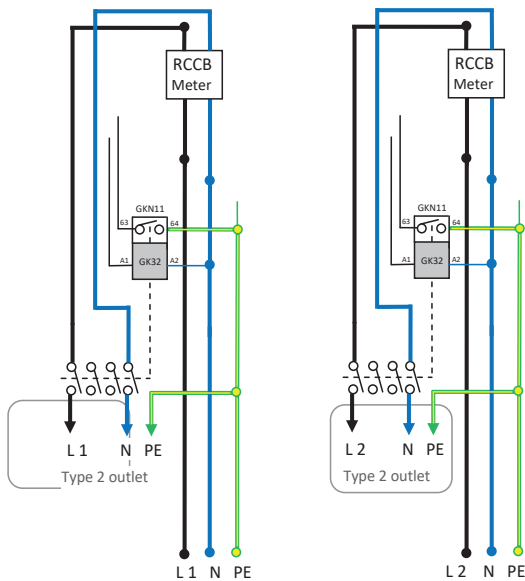 RCCB
Meter
GKN11
63 64
A1 GK32 A2
L 1 N PE
Type 2 outlet
L 1 N PE
RCCB
Meter
GKN11
63 64
A1 GK32 A2
L 2 N PE
Type 2 outlet
L 2 N PE